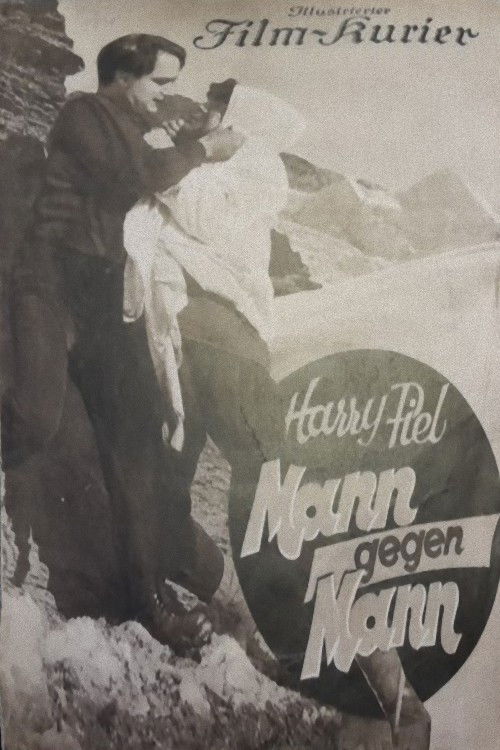 Illustrierter
Film-Kurier
Harry Piel
Mann
gegen
Mann